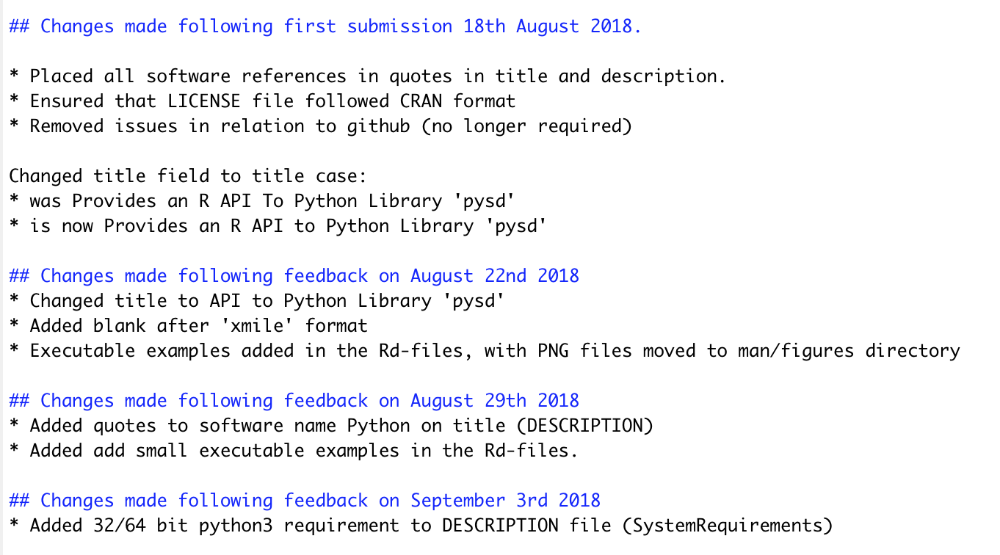 ## Changes made following first submission 18th August 2018.
* Placed all software references in quotes in title and description.
* Ensured that LICENSE file followed CRAN format
* Removed issues in relation to github (no longer required)
Changed title field to title case:
* was Provides an R API To Python Library 'pysd'
* is now Provides an R API to Python Library 'pysd'
## Changes made following feedback on August 22nd 2018
* Changed title to API to Python Library 'pysd'
* Added blank after 'xmile' format
* Executable examples added in the Rd-files, with PNG files moved to man/figures directory
## Changes made following feedback on August 29th 2018
* Added quotes to software name Python on title (DESCRIPTION)
* Added add small executable examples in the Rd-files.
## Changes made following feedback on September 3rd 2018
* Added 32/64 bit python3 requirement to DESCRIPTION file (SystemRequirements)